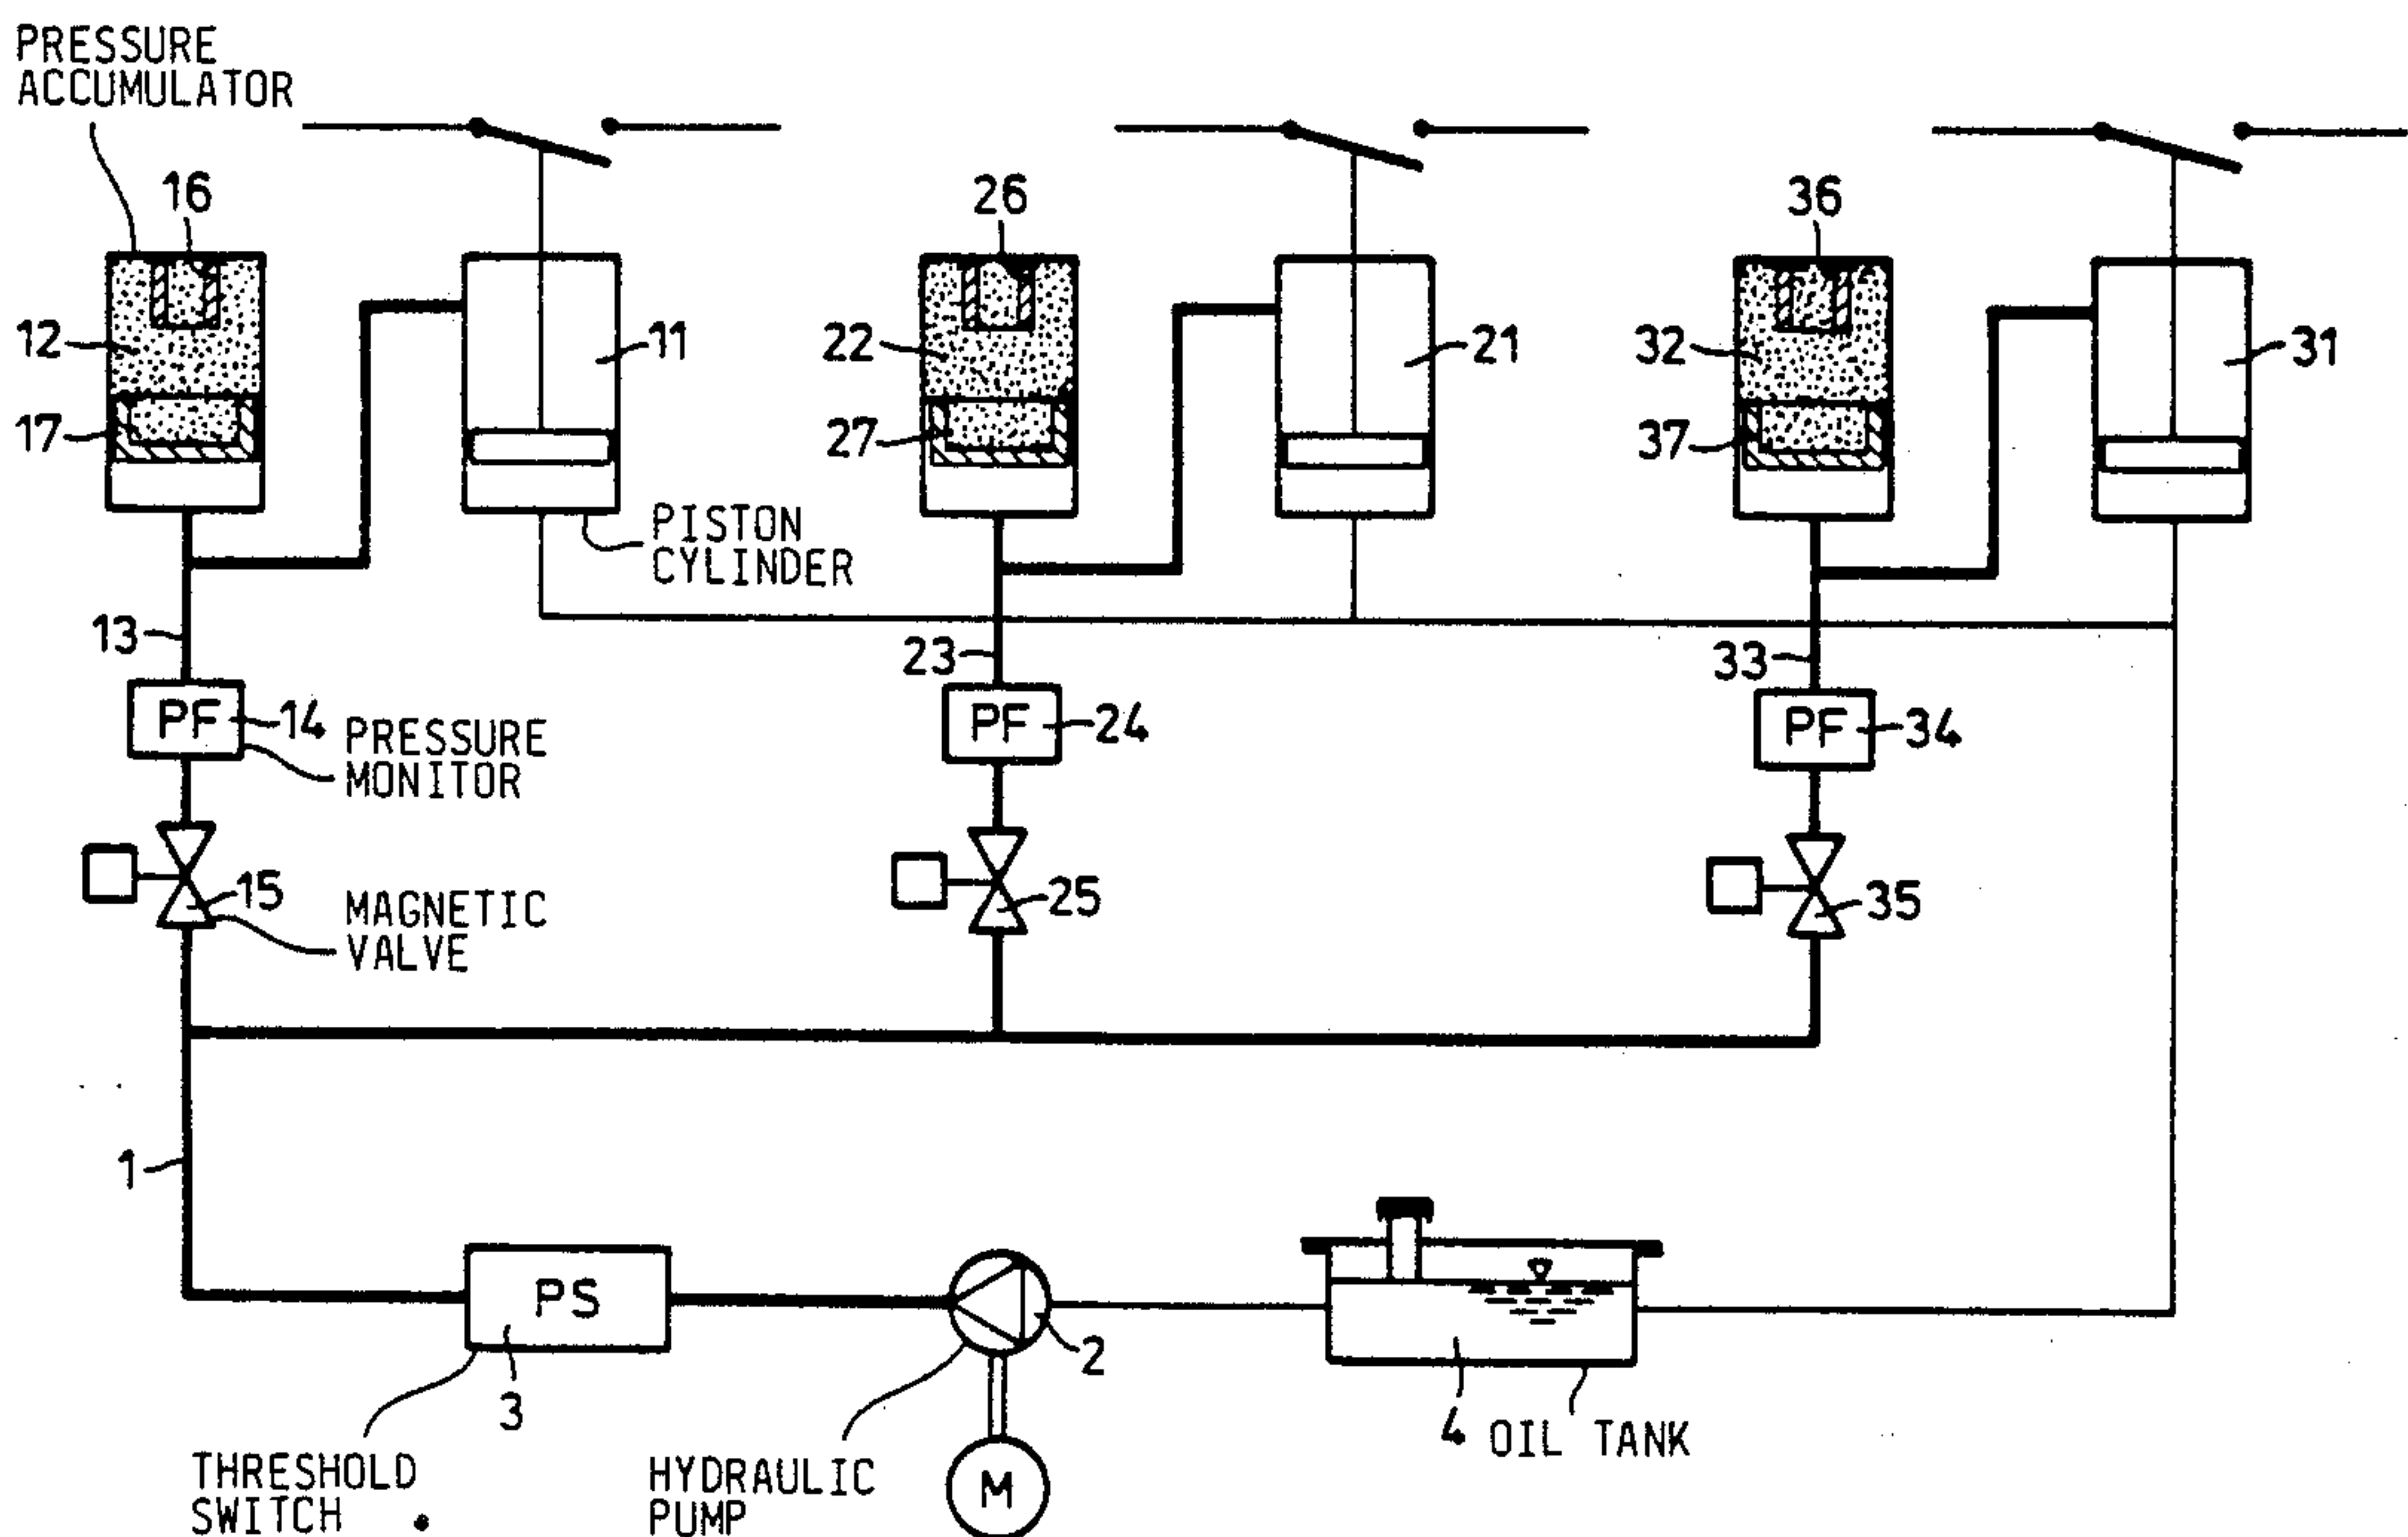 PRESSURE
ACCUMULATOR
16
26
36
12
11
22
21
32
31
17
27
37
PISTON
CYLINDER
13
23
33
PF
14
PF
24
PF
34
PRESSURE
MONITOR
15
25
35
MAGNETIC
VALVE
1
PS
3
2
4
OIL TANK
THRESHOLD
SWITCH
HYDRAULIC
PUMP
M